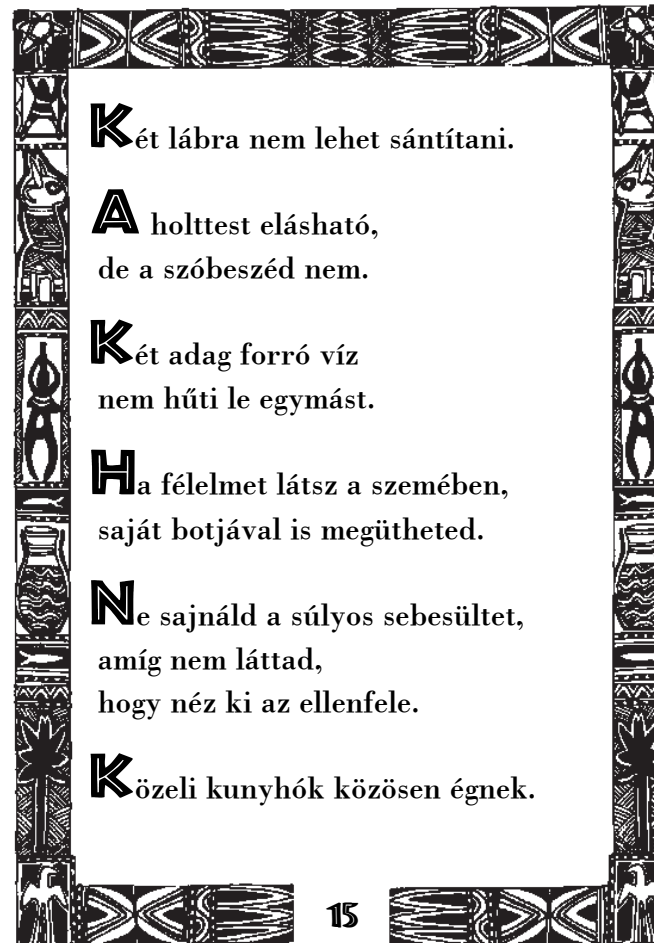 Két lábra nem lehet sántítani.
A holttest elásható,
de a szóbeszéd nem.
Két adag forró víz
nem hűti le egymást.
Ha félelmet látsz a szemében,
saját botjával is megütheted.
Ne sajnáld a súlyos sebesültet,
amíg nem láttad,
hogy néz ki az ellenfele.
Közeli kunyhók közösen égnek.
15